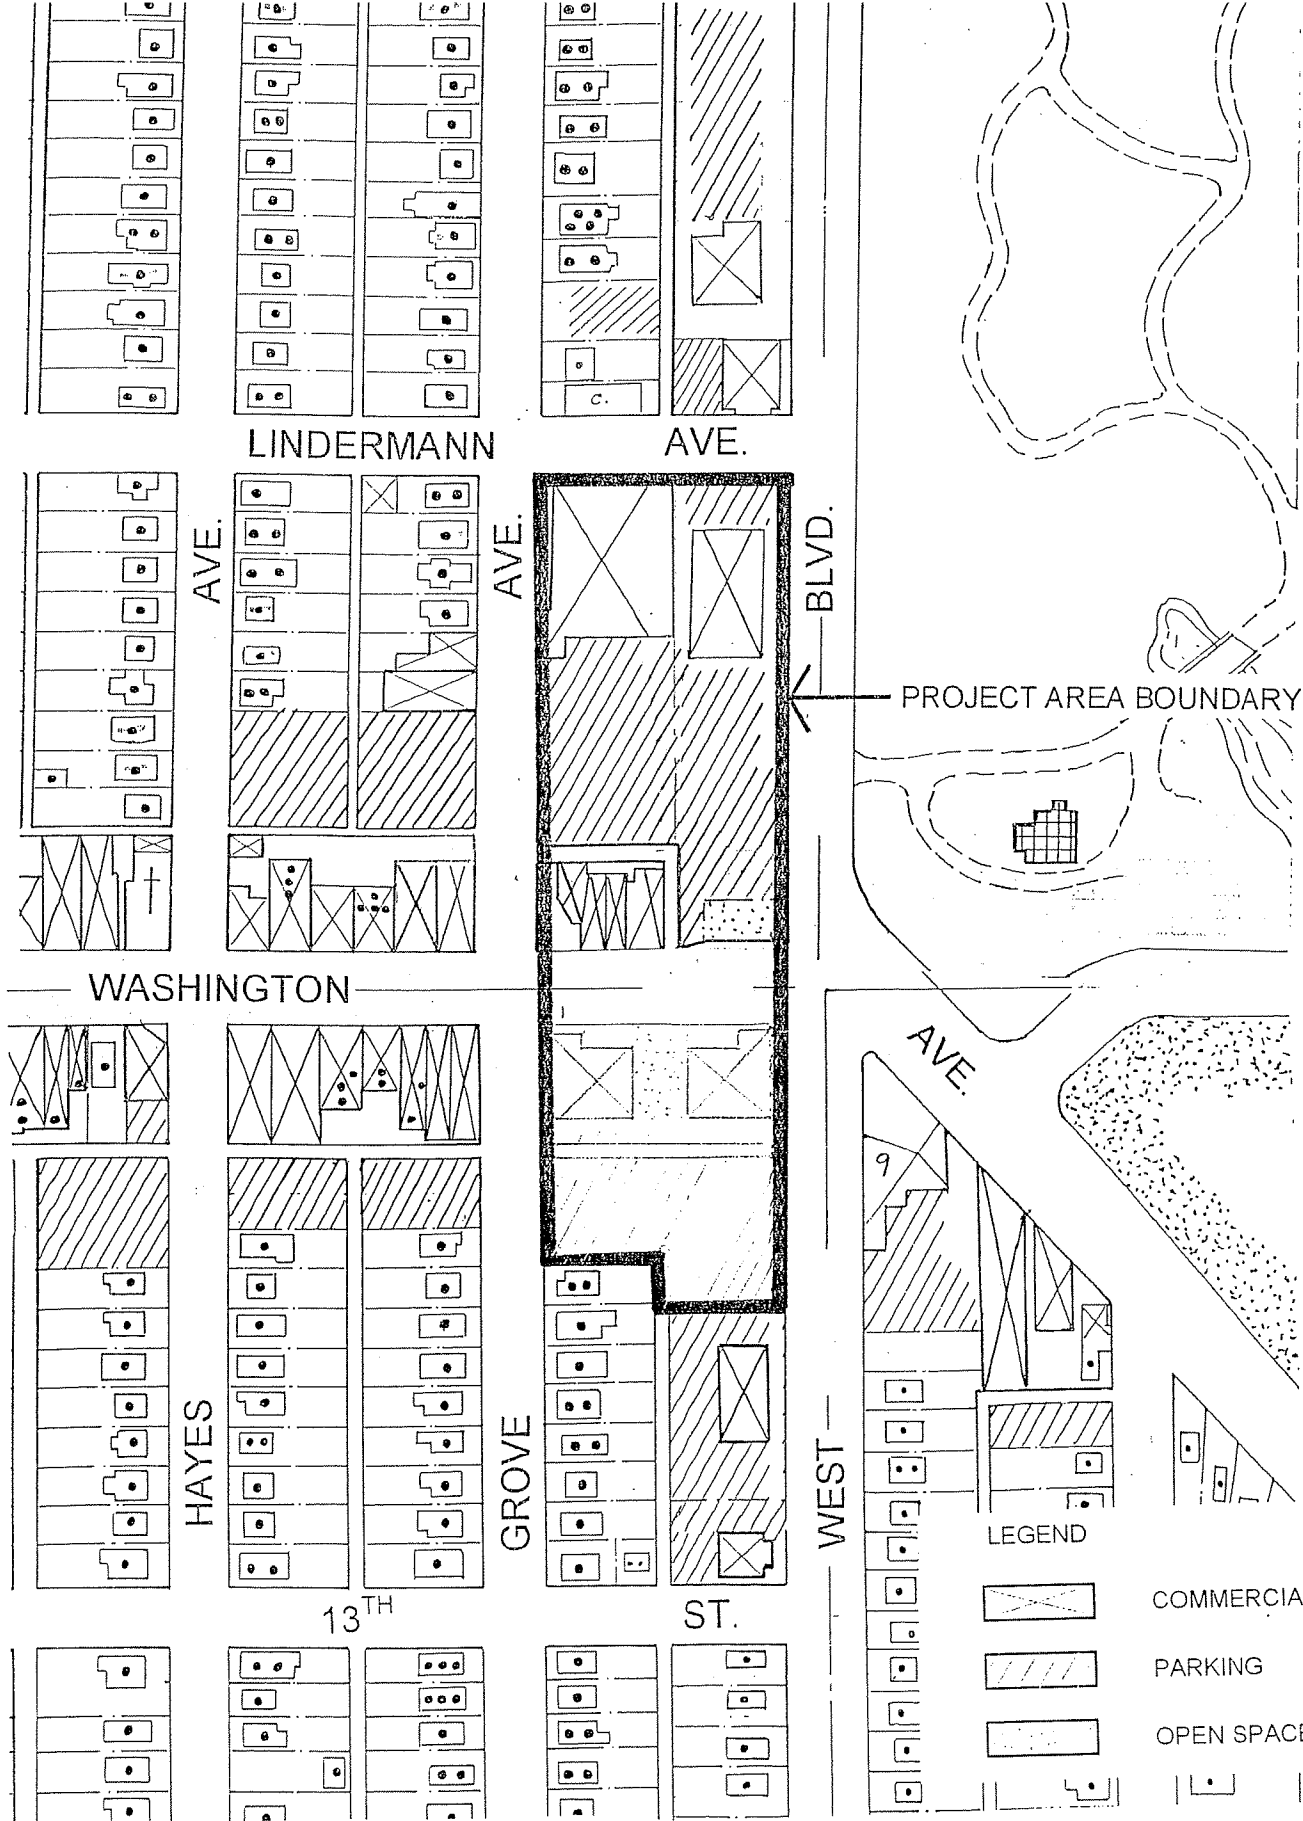 C.
LINDERMANN AVE.
AVE.
AVE.
BLVD.
PROJECT AREA BOUNDARY
WASHINGTON
AVE.
9
HAYES
GROVE
WEST
LEGEND
COMMERCIA
PARKING
OPEN SPACE
13TH ST.